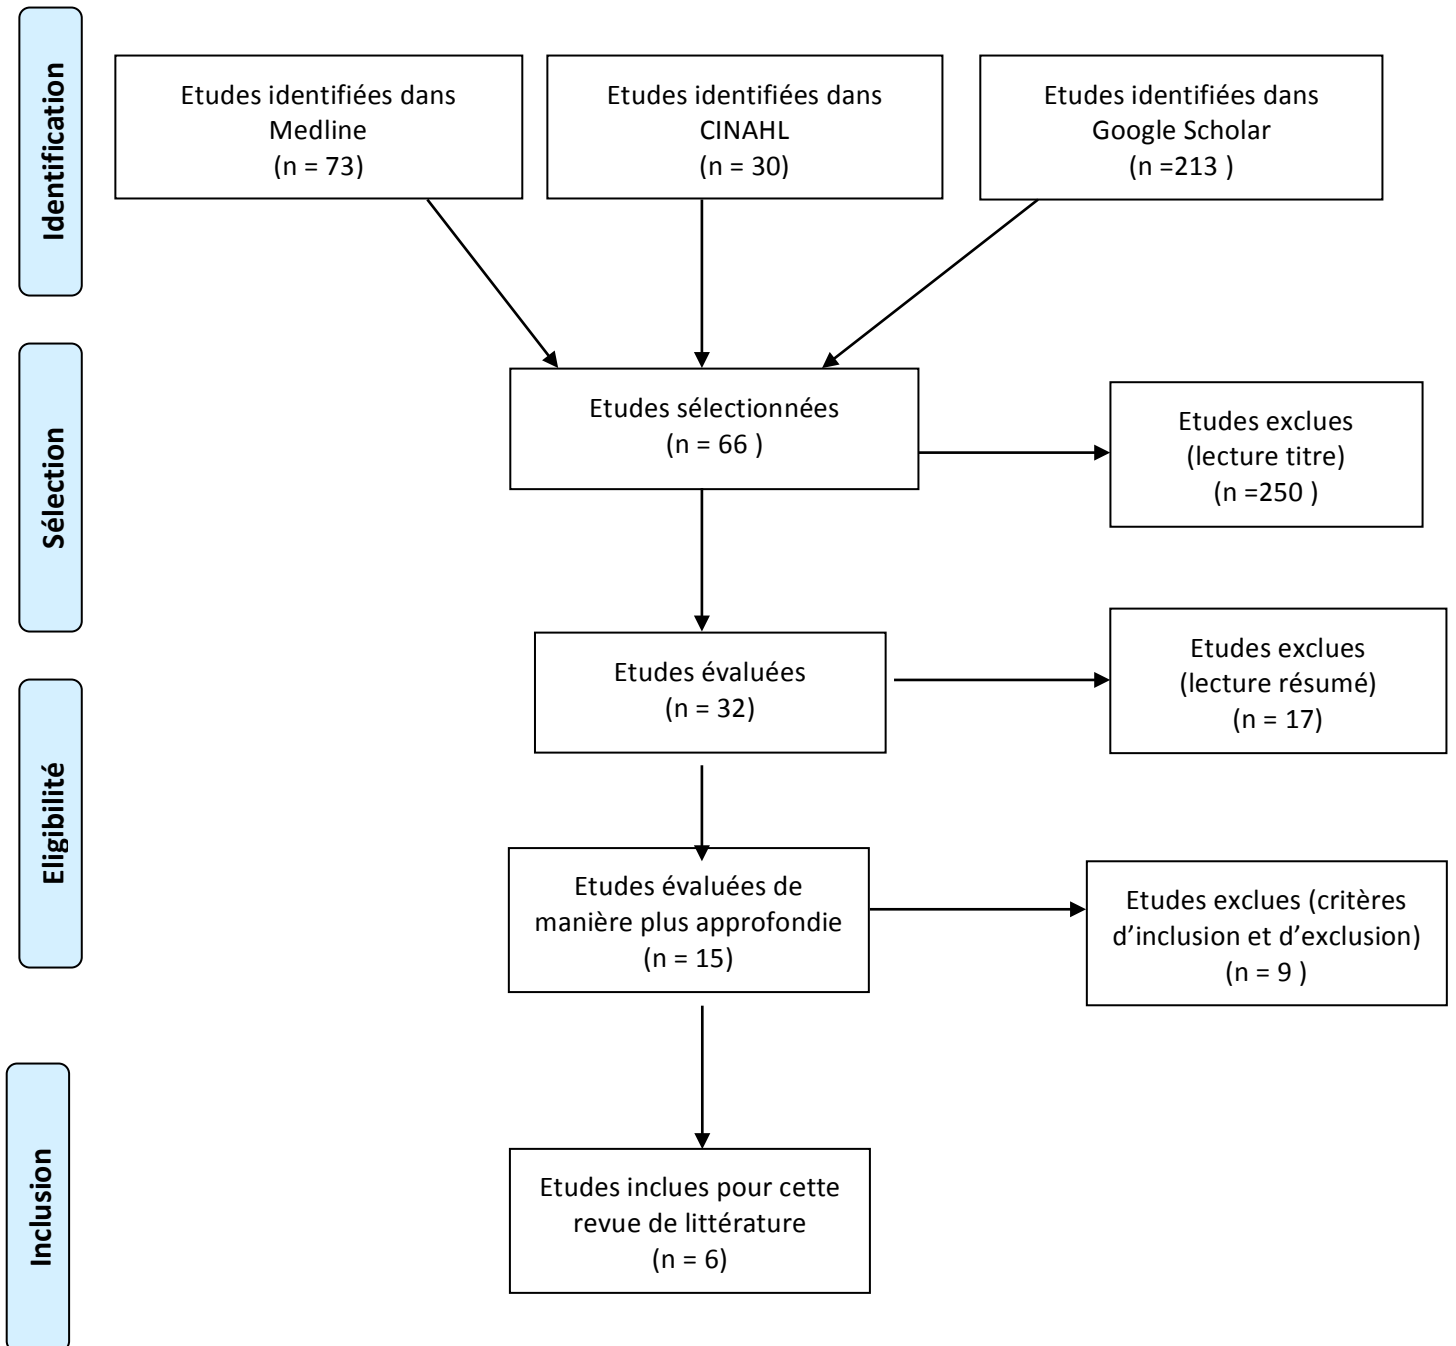 Identification
Etudes identifiées dans
Medline
(n = 73)
Etudes identifiées dans
CINAHL
(n = 30)
Etudes identifiées dans
Google Scholar
(n =213 )
Sélection
Etudes sélectionnées
(n = 66 )
Etudes exclues
(lecture titre)
(n =250 )
Etudes évaluées
(n = 32)
Etudes exclues
(lecture résumé)
(n = 17)
Eligibilité
Etudes évaluées de
manière plus approfondie
(n = 15)
Etudes exclues (critères
d’inclusion et d’exclusion)
(n = 9 )
Inclusion
Etudes inclues pour cette
revue de littérature
(n = 6)